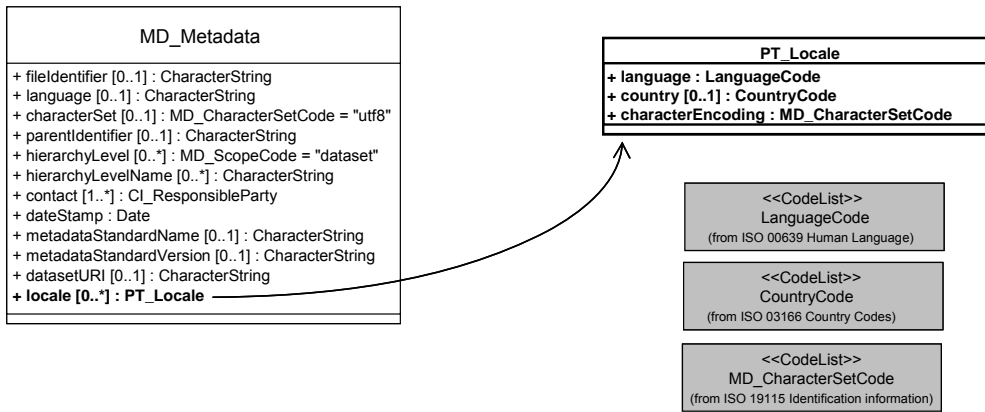 MD_Metadata
+ fileIdentifier [0..1] : CharacterString
+ language [0..1] : CharacterString
+ characterSet [0..1] : MD_CharacterSetCode = "utf8"
+ parentIdentifier [0..1] : CharacterString
+ hierarchyLevel [0..*] : MD_ScopeCode = "dataset"
+ hierarchyLevelName [0..*] : CharacterString
+ contact [1..*] : CI_ResponsibleParty
+ dateStamp : Date
+ metadataStandardName [0..1] : CharacterString
+ metadataStandardVersion [0..1] : CharacterString
+ datasetURI [0..1] : CharacterString
+ locale [0..*] : PT_Locale
PT_Locale
+ language : LanguageCode
+ country [0..1] : CountryCode
+ characterEncoding : MD_CharacterSetCode
<<CodeList>>
LanguageCode
(from ISO 00639 Human Language)
<<CodeList>>
CountryCode
(from ISO 03166 Country Codes)
<<CodeList>>
MD_CharacterSetCode
(from ISO 19115 Identification information)